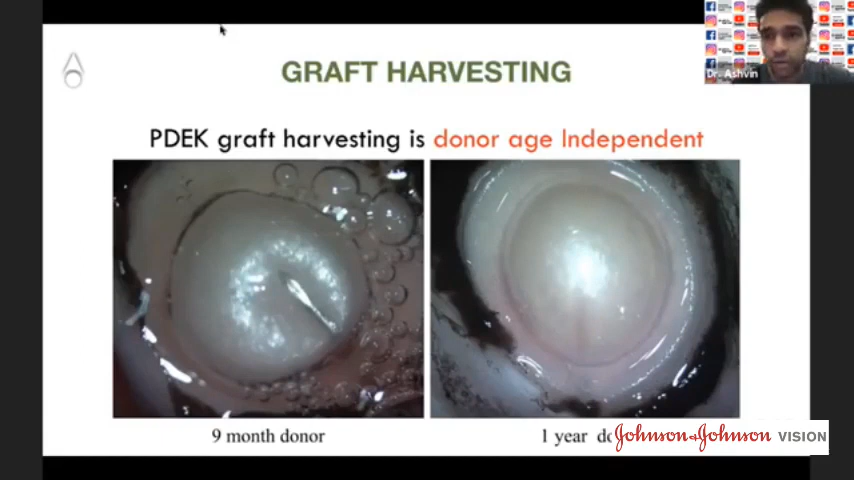 Dr. Ashvin
GRAFT HARVESTING
PDEK graft harvesting is donor age Independent
9 month donor
1 year do
Johnson+Johnson VISION